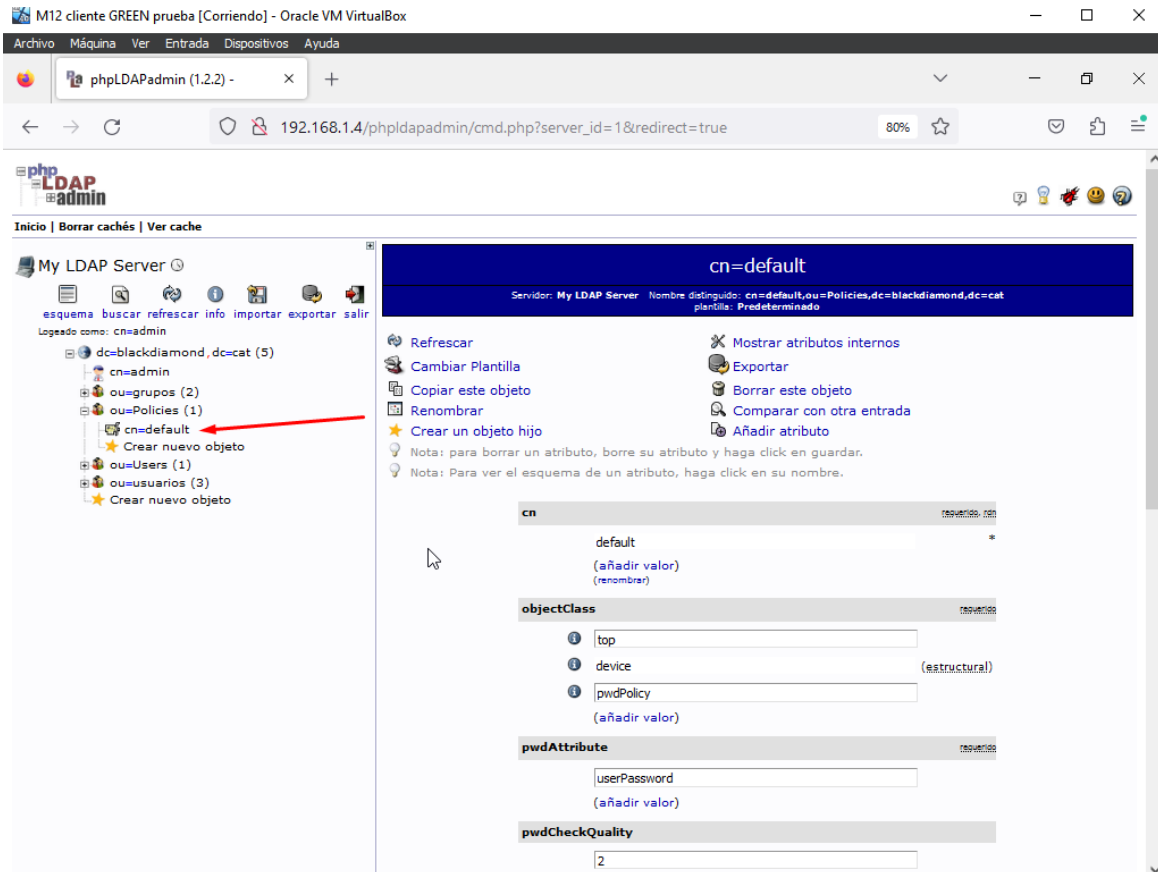 M12 cliente GREEN prueba [Corriendo] - Oracle VM VirtualBox
Archivo Máquina Ver Entrada Dispositivos Ayuda
phpLDAPadmin (1.2.2) -
192.168.1.4/phpldapadmin/cmd.php?server_id=1&redirect=true 80%
php
LDAP
admin
Inicio | Borrar cachés | Ver cache
My LDAP Server
esquema buscar refrescar info importar exportar salir
Logeado como: cn=admin
dc=blackdiamond,dc=cat (5)
cn=admin
ou=grupos (2)
ou=Policies (1)
cn=default
Crear nuevo objeto
ou=Users (1)
ou=usuarios (3)
Crear nuevo objeto
cn=default
Servidor: My LDAP Server Nombre distinguido: cn=default,ou=Policies,dc=blackdiamond,dc=cat
plantilla: Predeterminado
Refrescar Mostrar atributos internos
Cambiar Plantilla Exportar
Copiar este objeto Borrar este objeto
Renombrar Comparar con otra entrada
Crear un objeto hijo Añadir atributo
Nota: para borrar un atributo, borre su atributo y haga click en guardar.
Nota: Para ver el esquema de un atributo, haga click en su nombre.
cn requerido, rdn
default *
(añadir valor)
(renombrar)
objectClass requerido
top
device (estructural)
pwdPolicy
(añadir valor)
pwdAttribute requerido
userPassword
(añadir valor)
pwdCheckQuality
2